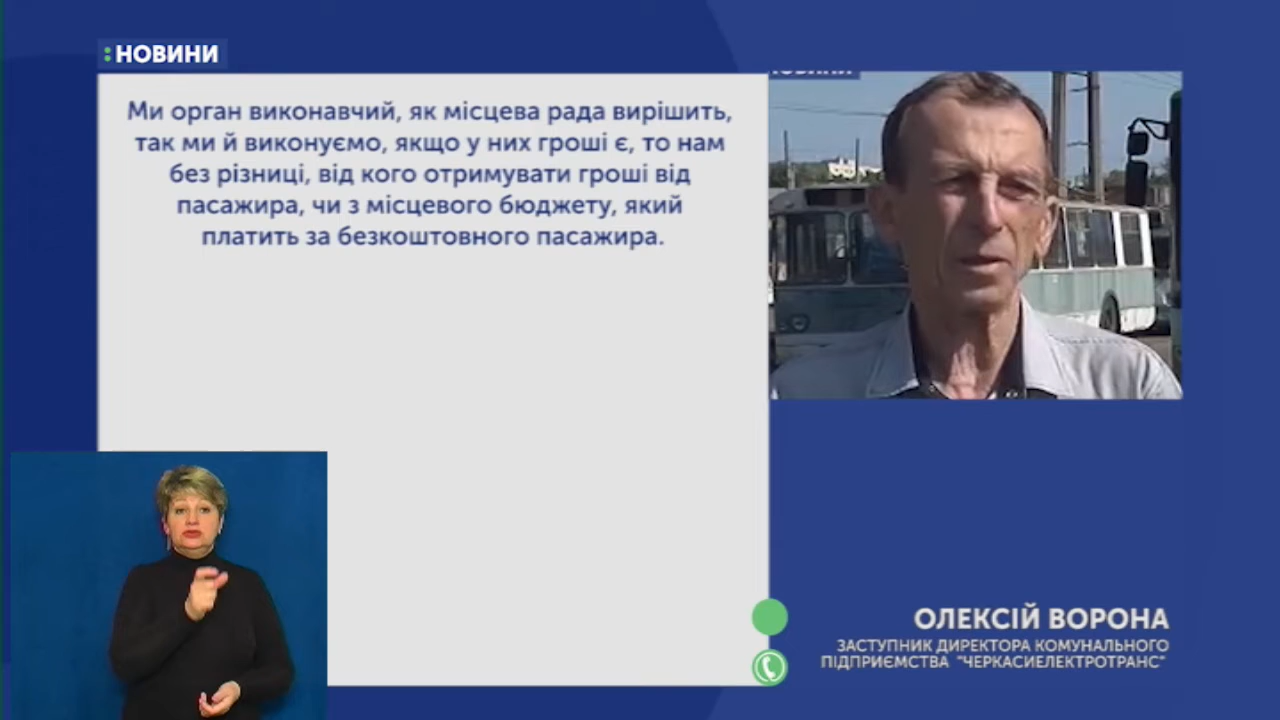 :НОВИНИ
НОВИНИ
Ми орган виконавчий, як місцева рада вирішить,
так ми й виконуємо, якщо у них гроші є, то нам
без різниці, від кого отримувати гроші від
пасажира, чи з місцевого бюджету, який
платить за безкоштовного пасажира.
ОЛЕКСІЙ ВОРОНА
ЗАСТУПНИК ДИРЕКТОРА КОМУНАЛЬНОГО
ПІДПРИЄМСТВА "ЧЕРКАСИЕЛЕКТРОТРАНС"